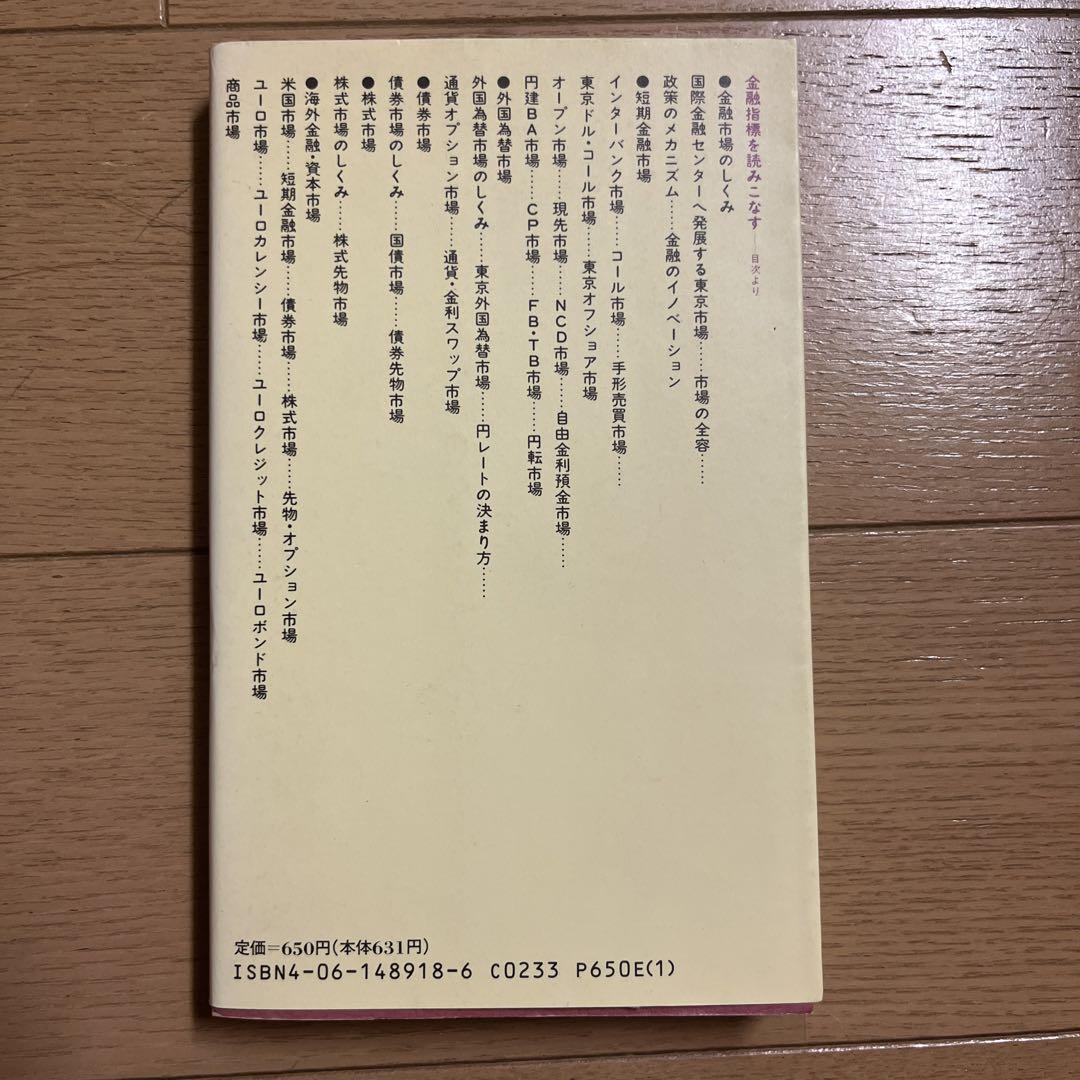 金融指標を読みこなす――目次より
●金融市場のしくみ
国際金融センターへ発展する東京市場……市場の全容……
政策のメカニズム……金融のイノベーション
●短期金融市場
インターバンク市場……コール市場……手形売買市場……
東京ドル・コール市場……東京オフショア市場
オープン市場……現先市場……NCD市場……自由金利預金市場……
円建BA市場……CP市場……FB・TB市場……円転市場
●外国為替市場
外国為替市場のしくみ……東京外国為替市場……円レートの決まり方……
通貨オプション市場……通貨・金利スワップ市場
●債券市場
債券市場のしくみ……国債市場……債券先物市場
●株式市場
株式市場のしくみ……株式先物市場
●海外金融・資本市場
米国市場……短期金融市場……債券市場……株式市場……先物・オプション市場
ユーロ市場……ユーロカレンシー市場……ユーロクレジット市場……ユーロボンド市場
商品市場
定価=650円(本体631円)
ISBN4-06-148918-6 C0233 P650E(1)